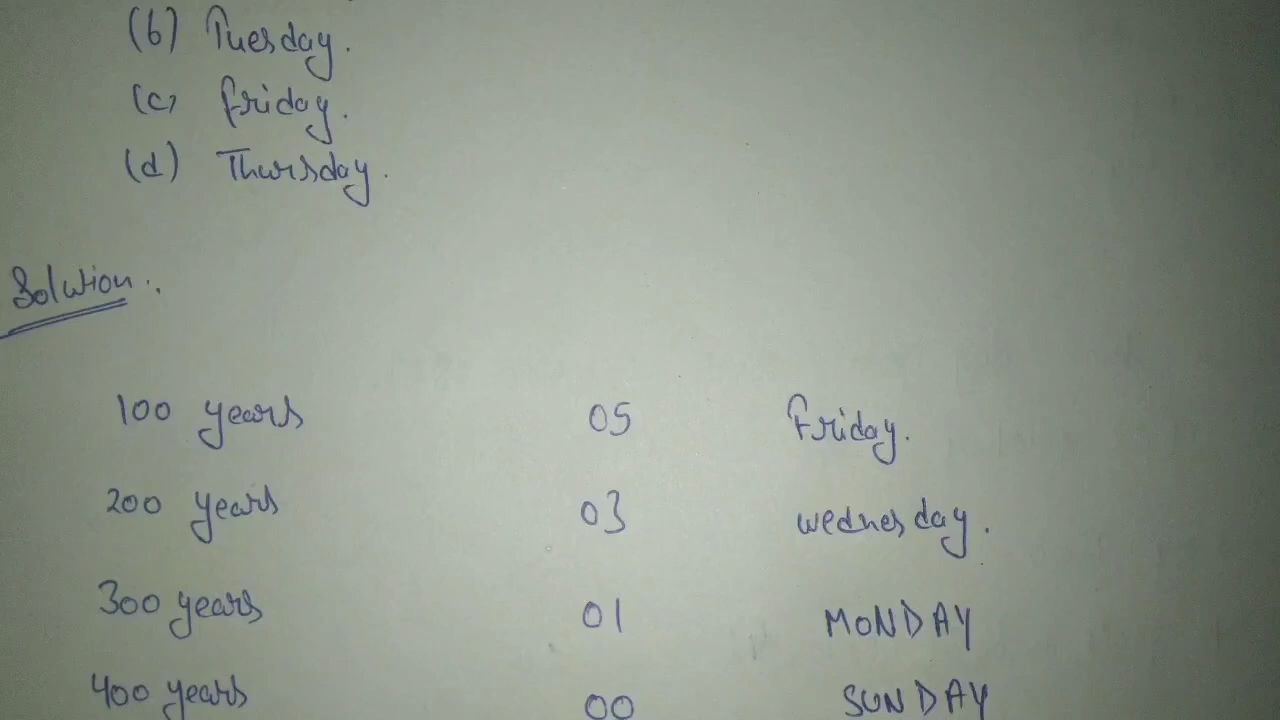 (b) Tuesday.
(c) Friday.
(d) Thursday.
Solution:.
100 years 05 Friday.
200 years 03 wednesday.
300 years 01 MONDAY
400 years 00 SUNDAY